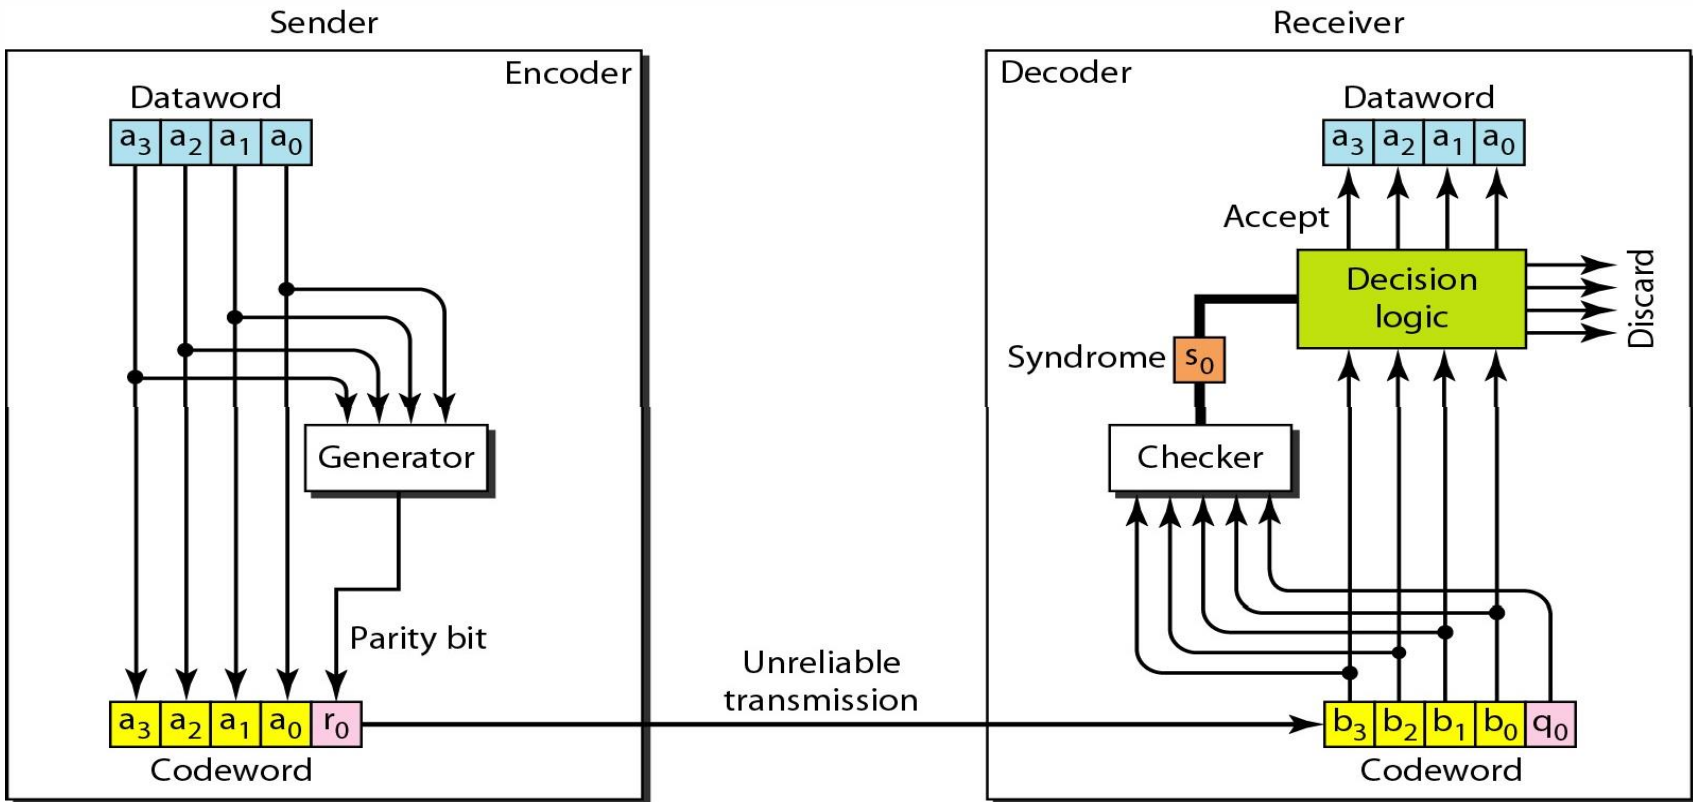 Sender
Receiver
Encoder
Decoder
Dataword
a3 a2 a1 a0
Generator
Parity bit
a3 a2 a1 a0 r0
Codeword
Unreliable
transmission
Dataword
a3 a2 a1 a0
Accept
Decision
logic
Discard
Syndrome s0
Checker
b3 b2 b1 b0 q0
Codeword